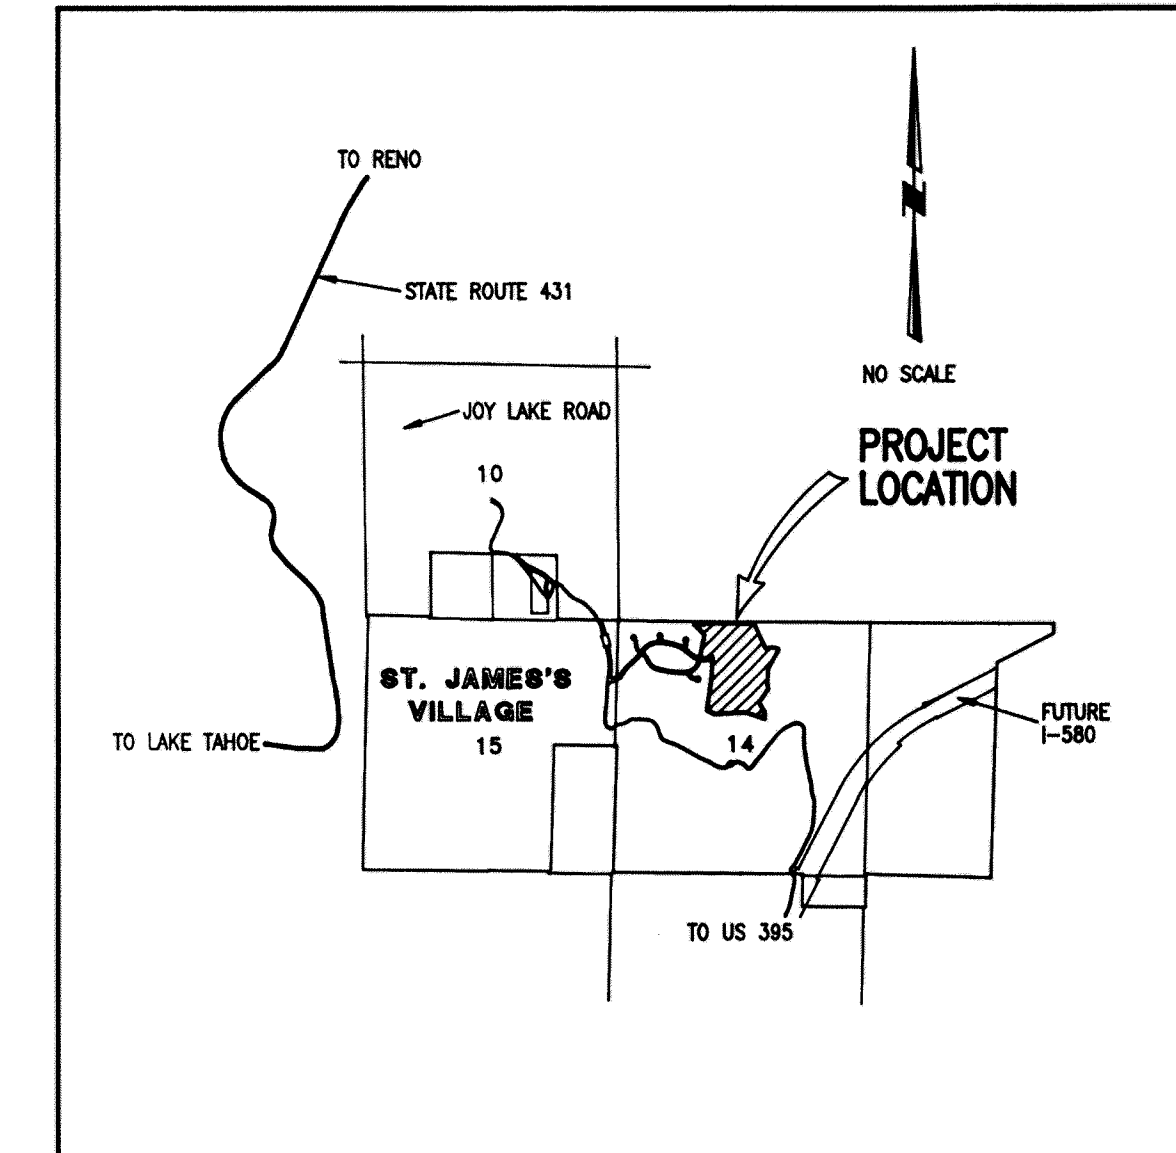 TO RENO
STATE ROUTE 431
N
NO SCALE
JOY LAKE ROAD
PROJECT
LOCATION
10
ST. JAMES'S
VILLAGE
15
14
FUTURE
I-580
TO LAKE TAHOE
TO US 395